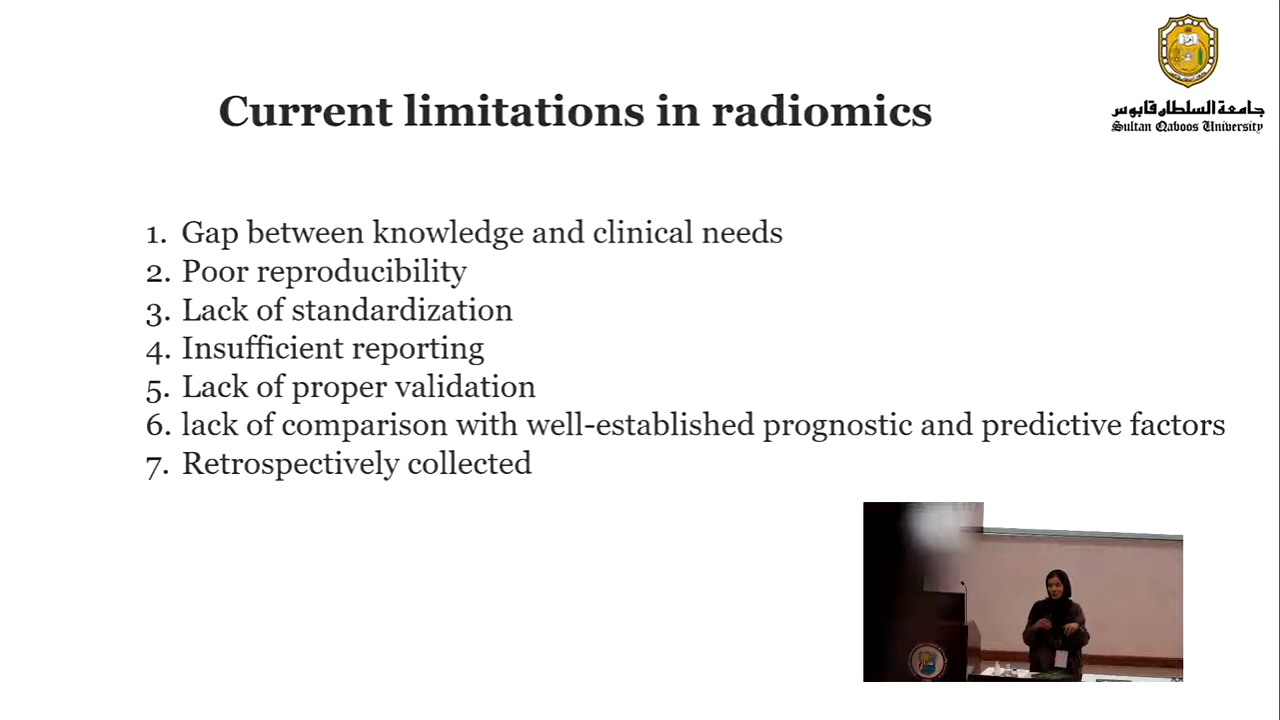 جامعة السلطان قابوس
Sultan Qaboos University
Current limitations in radiomics
1. Gap between knowledge and clinical needs
2. Poor reproducibility
3. Lack of standardization
4. Insufficient reporting
5. Lack of proper validation
6. lack of comparison with well-established prognostic and predictive factors
7. Retrospectively collected